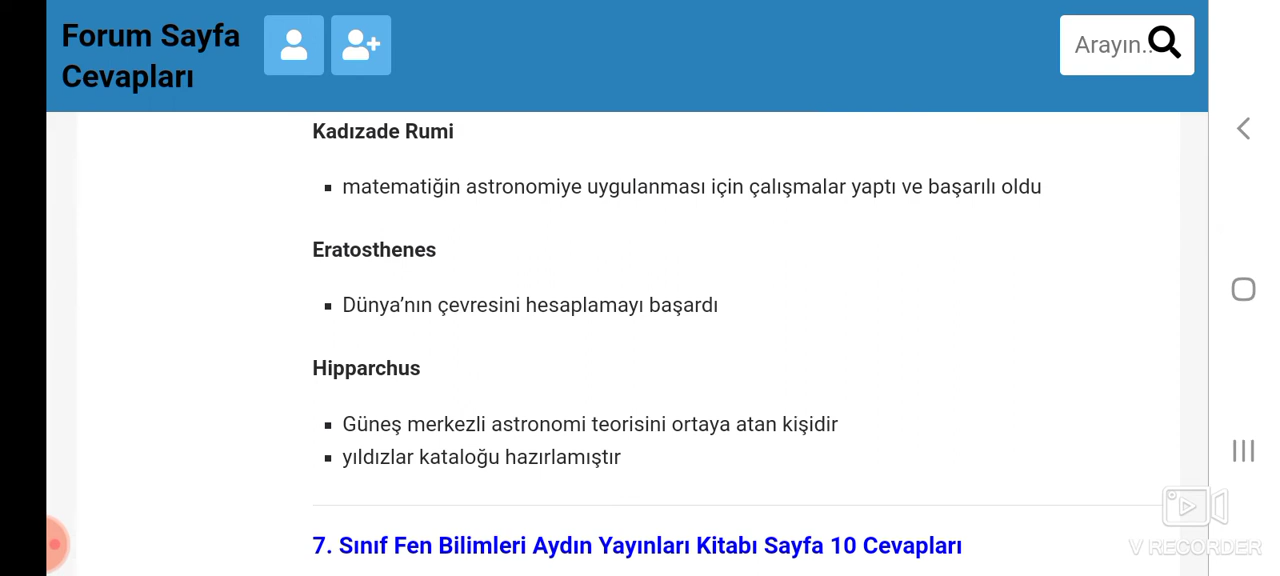 Forum Sayfa
Cevapları
Arayın..
Kadızade Rumi
matematiğin astronomiye uygulanması için çalışmalar yaptı ve başarılı oldu
Eratosthenes
Dünya’nın çevresini hesaplamayı başardı
Hipparchus
Güneş merkezli astronomi teorisini ortaya atan kişidir
yıldızlar kataloğu hazırlamıştır
7. Sınıf Fen Bilimleri Aydın Yayınları Kitabı Sayfa 10 Cevapları
V RECORDER